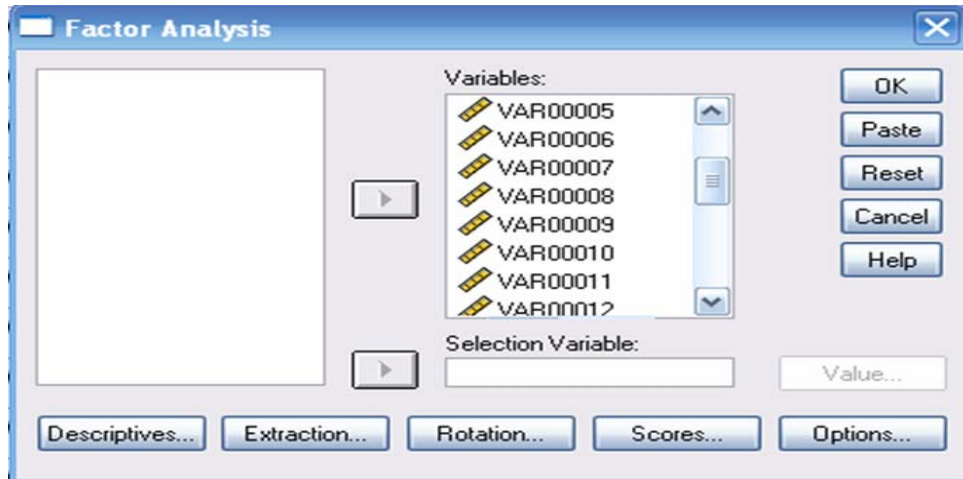 Factor Analysis
Variables:
VAR00005
VAR00006
VAR00007
VAR00008
VAR00009
VAR00010
VAR00011
VAR00012
Selection Variable:
OK
Paste
Reset
Cancel
Help
Value...
Descriptives... Extraction... Rotation... Scores... Options...